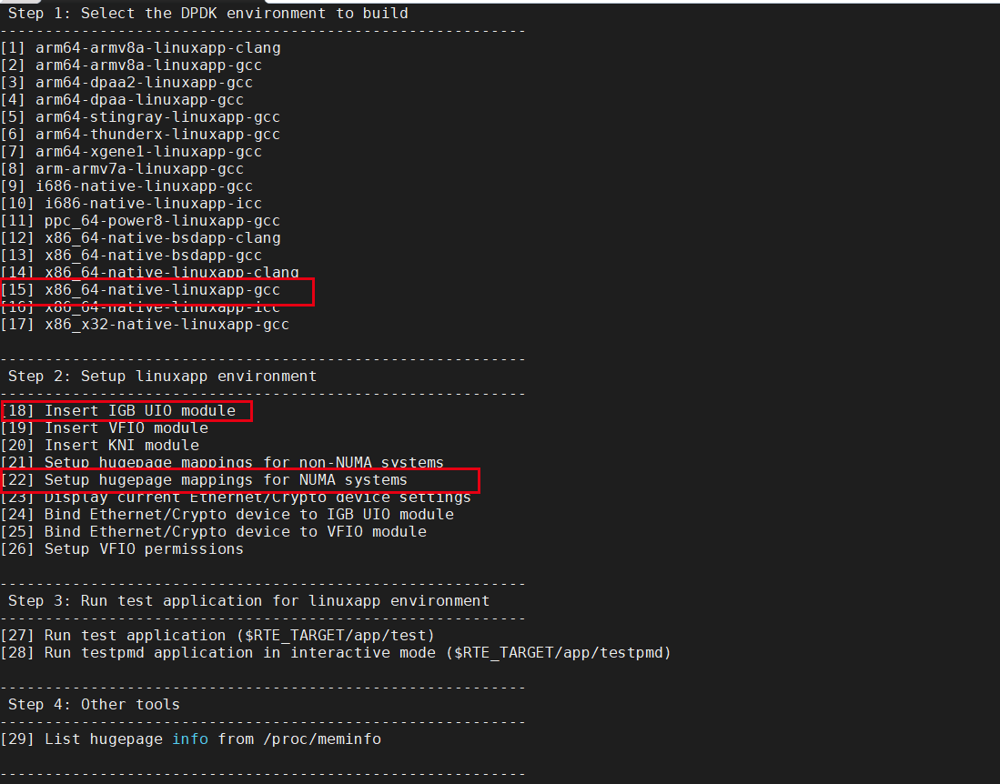 Step 1: Select the DPDK environment to build
----------------------------------------------------------
[1] arm64-armv8a-linuxapp-clang
[2] arm64-armv8a-linuxapp-gcc
[3] arm64-dpaa2-linuxapp-gcc
[4] arm64-dpaa-linuxapp-gcc
[5] arm64-stingray-linuxapp-gcc
[6] arm64-thunderx-linuxapp-gcc
[7] arm64-xgene1-linuxapp-gcc
[8] arm-armv7a-linuxapp-gcc
[9] i686-native-linuxapp-gcc
[10] i686-native-linuxapp-icc
[11] ppc_64-power8-linuxapp-gcc
[12] x86_64-native-bsdapp-clang
[13] x86_64-native-bsdapp-gcc
[14] x86_64-native-linuxapp-clang
[15] x86_64-native-linuxapp-gcc
[16] x86_64-native-linuxapp-icc
[17] x86_x32-native-linuxapp-gcc
----------------------------------------------------------
Step 2: Setup linuxapp environment
----------------------------------------------------------
[18] Insert IGB UIO module
[19] Insert VFIO module
[20] Insert KNI module
[21] Setup hugepage mappings for non-NUMA systems
[22] Setup hugepage mappings for NUMA systems
[23] Display current Ethernet/Crypto device settings
[24] Bind Ethernet/Crypto device to IGB UIO module
[25] Bind Ethernet/Crypto device to VFIO module
[26] Setup VFIO permissions
----------------------------------------------------------
Step 3: Run test application for linuxapp environment
----------------------------------------------------------
[27] Run test application ($RTE_TARGET/app/test)
[28] Run testpmd application in interactive mode ($RTE_TARGET/app/testpmd)
----------------------------------------------------------
Step 4: Other tools
----------------------------------------------------------
[29] List hugepage info from /proc/meminfo
----------------------------------------------------------